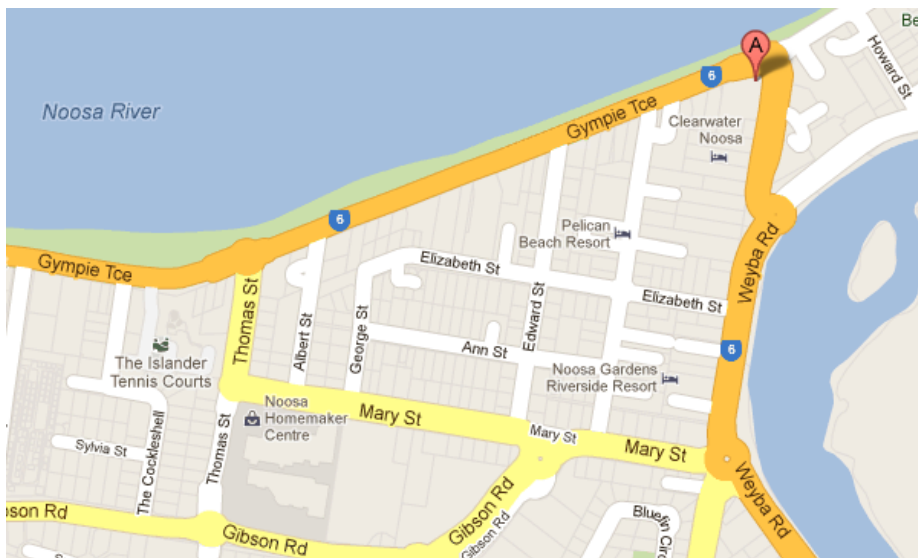 Be
Howard St
A
6
Noosa River
Gympie Tce
Clearwater
Noosa
6
Pelican
Beach Resort
Weyba Rd
Gympie Tce
Elizabeth St
Elizabeth St
Thomas St
Albert St
George St
Edward St
Ann St
6
The Islander
Tennis Courts
Noosa Gardens
Riverside Resort
Noosa
Homemaker
Centre
Mary St
Mary St
Mary St
Sylvia St
The Cockleshell
Thomas St
Weyba Rd
Gibson Rd
Gibson Rd
bson Rd
Gibson Rd
Bluefin Circ